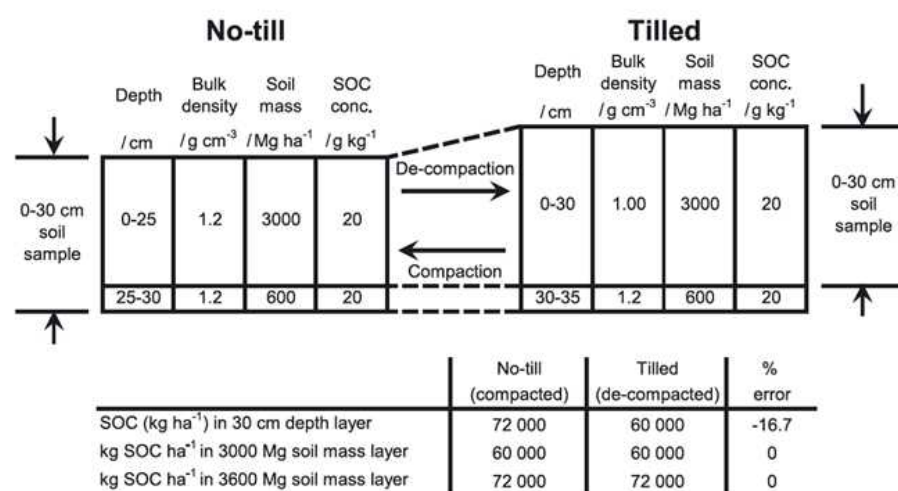 No-till
Tilled
Depth
/cm
Bulk
density
/g cm⁻³
Soil
mass
/Mg ha⁻¹
SOC
conc.
/g kg⁻¹
Depth
/cm
Bulk
density
/g cm⁻³
Soil
mass
/Mg ha⁻¹
SOC
conc.
/g kg⁻¹
0-30 cm
soil
sample
0-25 1.2 3000 20
25-30 1.2 600 20
De-compaction
Compaction
0-30 1.00 3000 20
30-35 1.2 600 20
0-30 cm
soil
sample
No-till
(compacted)
Tilled
(de-compacted)
%
error
SOC (kg ha⁻¹) in 30 cm depth layer 72 000 60 000 -16.7
kg SOC ha⁻¹ in 3000 Mg soil mass layer 60 000 60 000 0
kg SOC ha⁻¹ in 3600 Mg soil mass layer 72 000 72 000 0